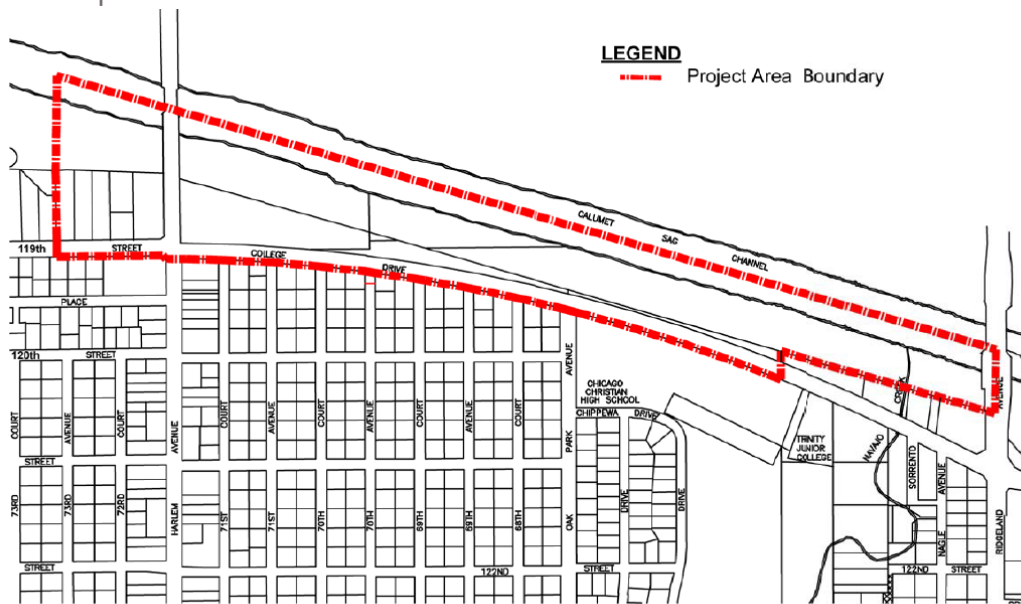 LEGEND
Project Area Boundary
CALUMET
SAG
CHANNEL
119th
STREET
COLLEGE
DRIVE
PLACE
120th
STREET
AVENUE
AVENUE
CHICAGO
CHRISTIAN
HIGH SCHOOL
CHIPPEWA
DRIVE
CREEK
NAVAJO
TRINITY
JUNIOR
COLLEGE
COURT
AVENUE
COURT
AVENUE
COURT
AVENUE
COURT
AVENUE
COURT
AVENUE
COURT
PARK
SORRENTO
AVENUE
STREET
73RD
73RD
72RD
HARLEM
71ST
71ST
70TH
70TH
69TH
69TH
68TH
OAK
DRIVE
DRIVE
NAGLE
RIDGELAND
STREET
122ND
STREET
122ND
STREET